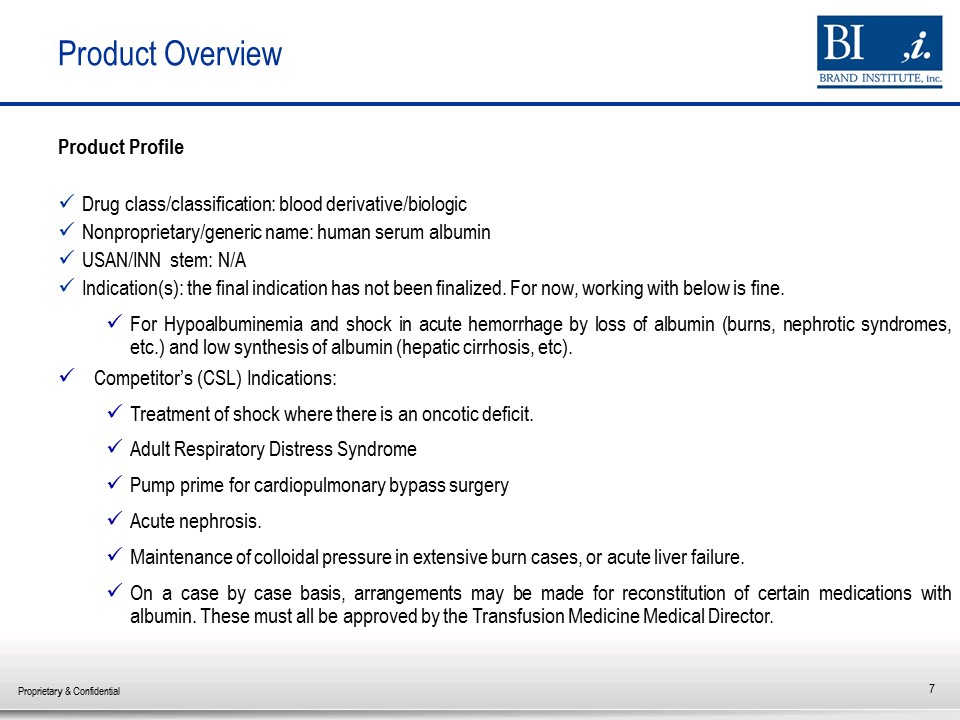 Product Overview
BI ,i.
BRAND INSTITUTE, inc.
Product Profile
✓ Drug class/classification: blood derivative/biologic
✓ Nonproprietary/generic name: human serum albumin
✓ USAN/INN stem: N/A
✓ Indication(s): the final indication has not been finalized. For now, working with below is fine.
✓ For Hypoalbuminemia and shock in acute hemorrhage by loss of albumin (burns, nephrotic syndromes,
etc.) and low synthesis of albumin (hepatic cirrhosis, etc).
✓ Competitor’s (CSL) Indications:
✓ Treatment of shock where there is an oncotic deficit.
✓ Adult Respiratory Distress Syndrome
✓ Pump prime for cardiopulmonary bypass surgery
✓ Acute nephrosis.
✓ Maintenance of colloidal pressure in extensive burn cases, or acute liver failure.
✓ On a case by case basis, arrangements may be made for reconstitution of certain medications with
albumin. These must all be approved by the Transfusion Medicine Medical Director.
Proprietary & Confidential
7